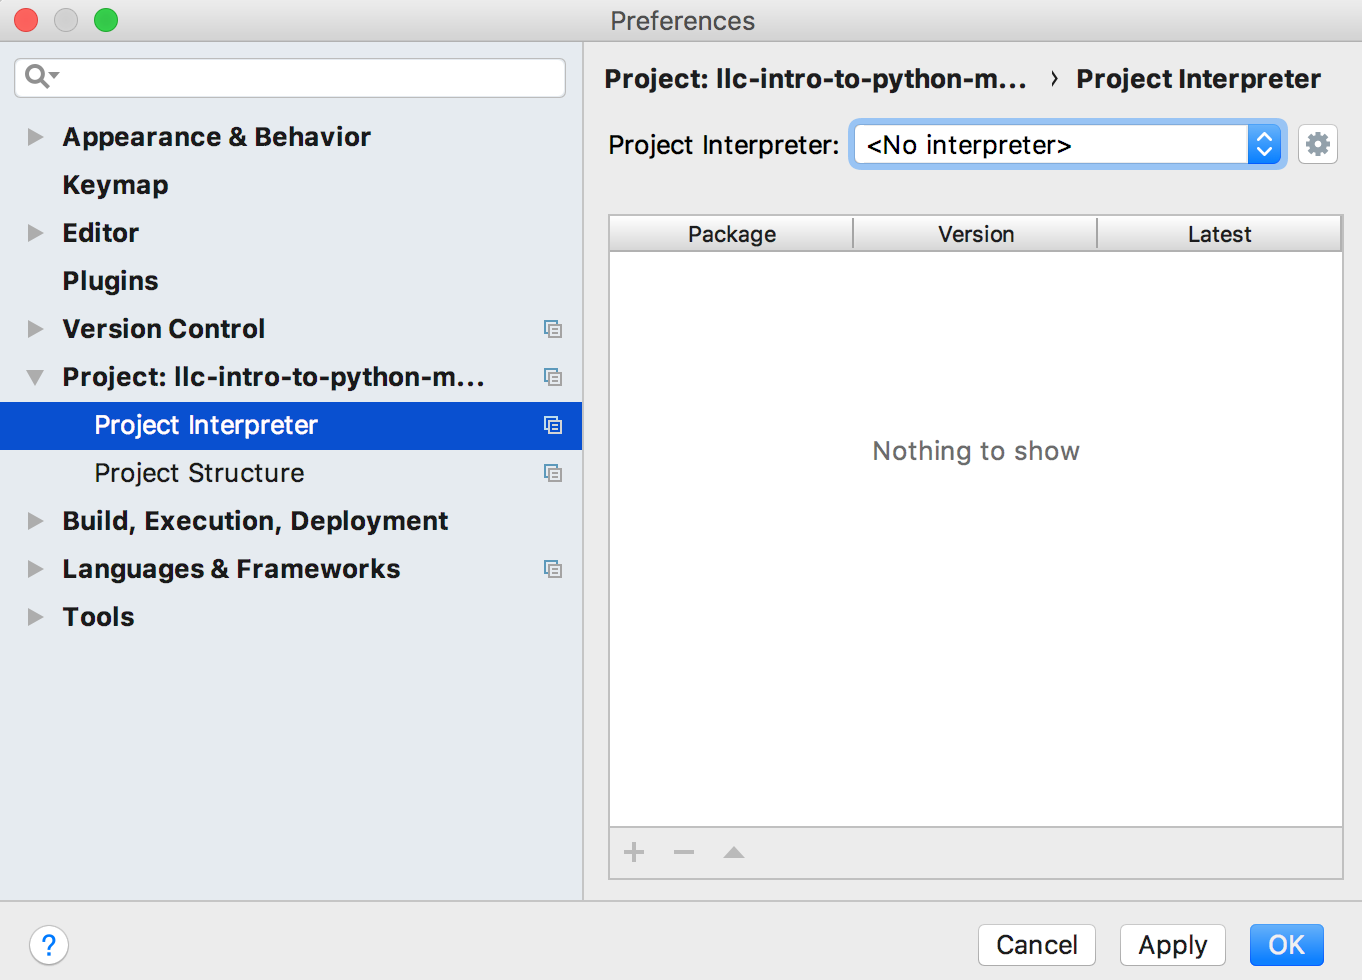 Preferences
Appearance & Behavior
Keymap
Editor
Plugins
Version Control
Project: llc-intro-to-python-m...
Project Interpreter
Project Structure
Build, Execution, Deployment
Languages & Frameworks
Tools
Project: llc-intro-to-python-m... › Project Interpreter
Project Interpreter: <No interpreter>
Package Version Latest
Nothing to show
? Cancel Apply OK